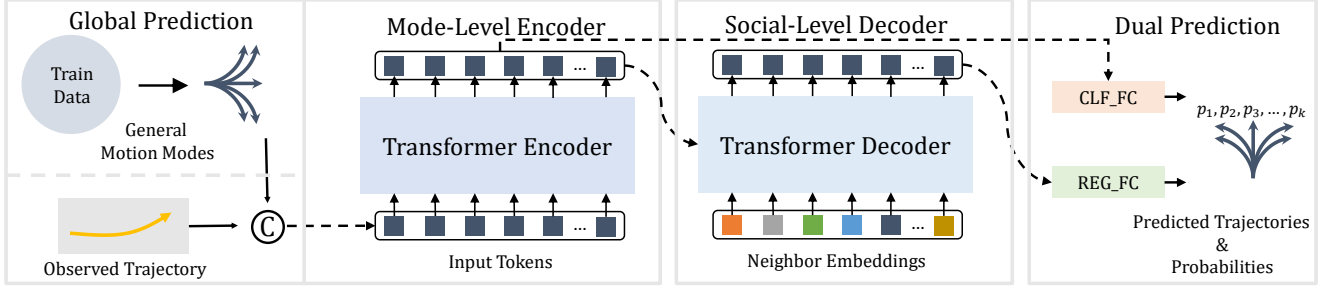 Global Prediction
Train
Data
General
Motion Modes
Observed Trajectory
C
Mode-Level Encoder
...
Transformer Encoder
...
Input Tokens
Social-Level Decoder
...
Transformer Decoder
...
Neighbor Embeddings
Dual Prediction
CLF_FC
p₁, p₂, p₃, ..., pₖ
REG_FC
Predicted Trajectories
&
Probabilities